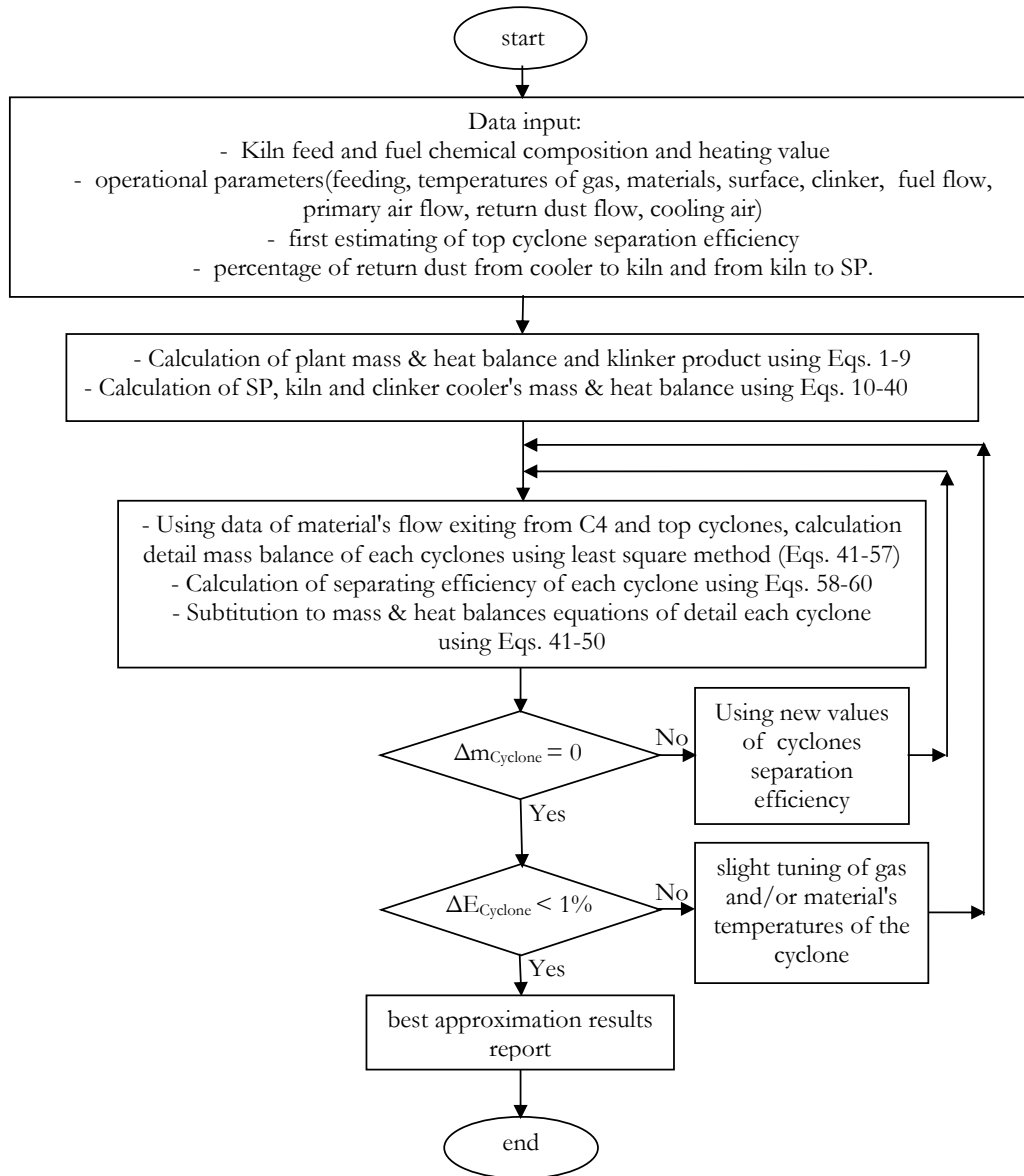 start
Data input:
- Kiln feed and fuel chemical composition and heating value
- operational parameters(feeding, temperatures of gas, materials, surface, clinker, fuel flow,
primary air flow, return dust flow, cooling air)
- first estimating of top cyclone separation efficiency
- percentage of return dust from cooler to kiln and from kiln to SP.
- Calculation of plant mass & heat balance and klinker product using Eqs. 1-9
- Calculation of SP, kiln and clinker cooler's mass & heat balance using Eqs. 10-40
- Using data of material's flow exiting from C4 and top cyclones, calculation
detail mass balance of each cyclones using least square method (Eqs. 41-57)
- Calculation of separating efficiency of each cyclone using Eqs. 58-60
- Subtitution to mass & heat balances equations of detail each cyclone
using Eqs. 41-50
ΔmCyclone = 0
No
Using new values
of cyclones
separation
efficiency
Yes
ΔECyclone < 1%
No
slight tuning of gas
and/or material's
temperatures of the
cyclone
Yes
best approximation results
report
end